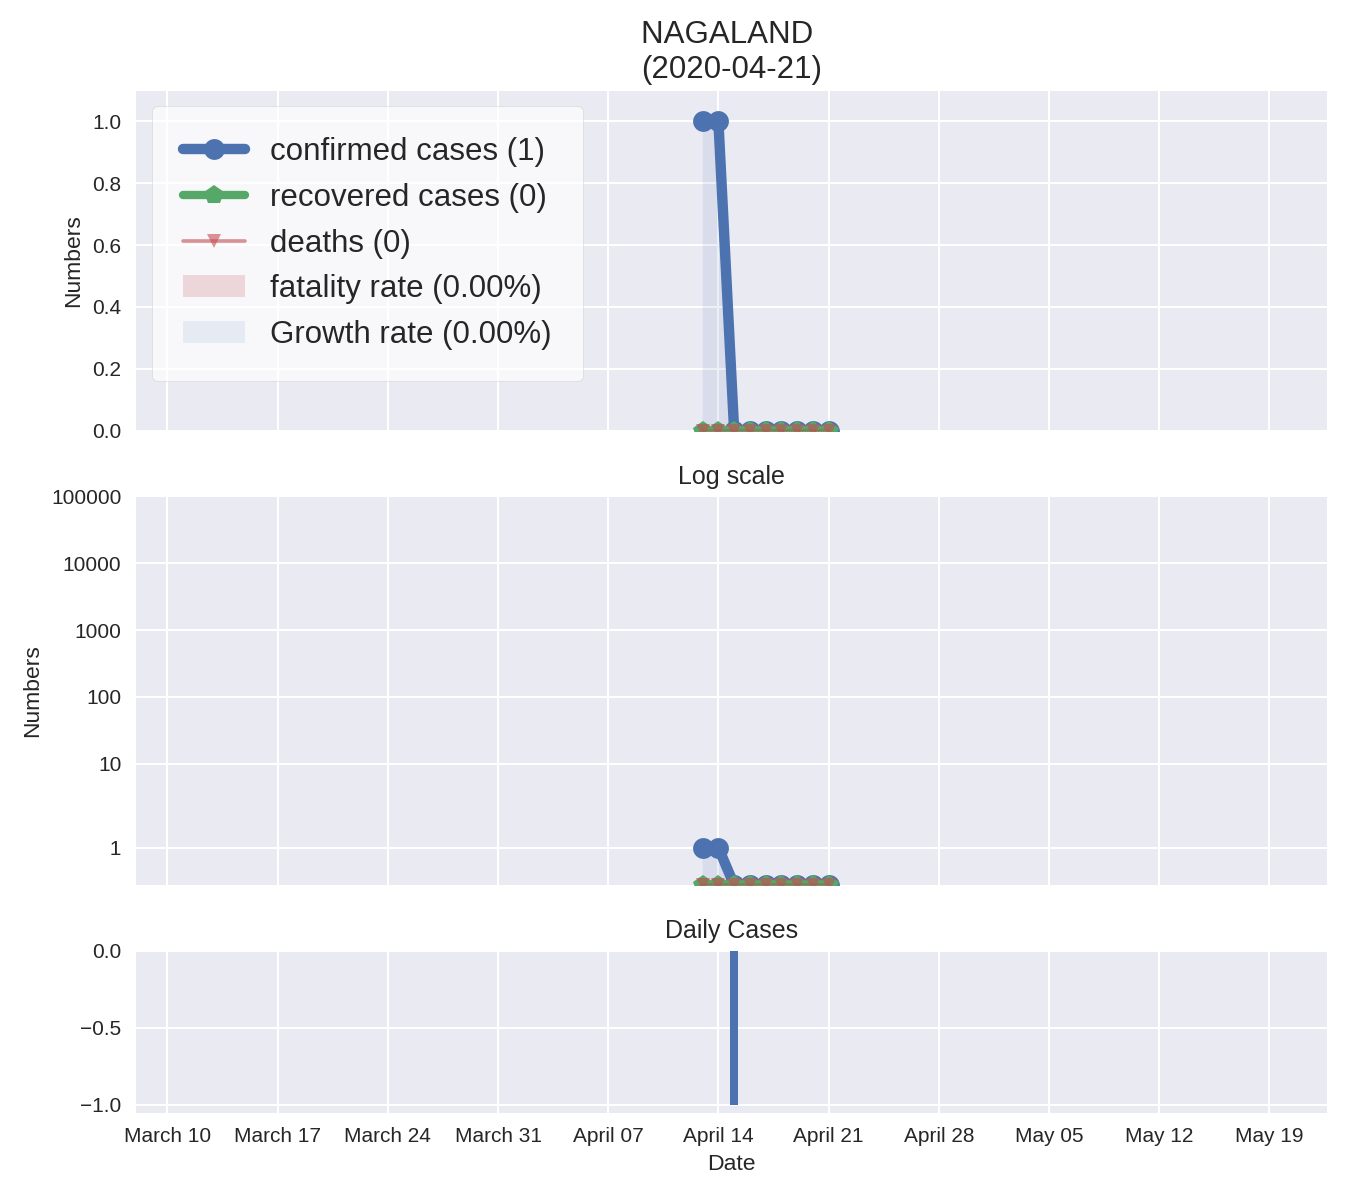 NAGALAND
(2020-04-21)
confirmed cases (1)
recovered cases (0)
deaths (0)
fatality rate (0.00%)
Growth rate (0.00%)
Numbers
1.0
0.8
0.6
0.4
0.2
0.0
Log scale
Numbers
100000
10000
1000
100
10
1
Daily Cases
0.0
−0.5
−1.0
March 10 March 17 March 24 March 31 April 07 April 14 April 21 April 28 May 05 May 12 May 19
Date